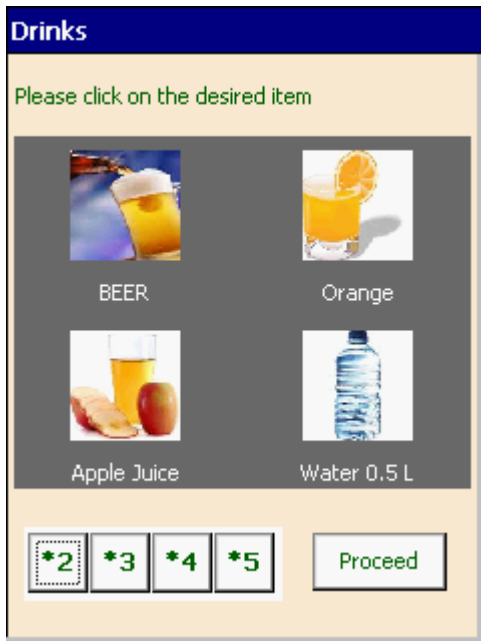 Drinks
Please click on the desired item
BEER Orange
Apple Juice Water 0.5 L
*2 *3 *4 *5 Proceed